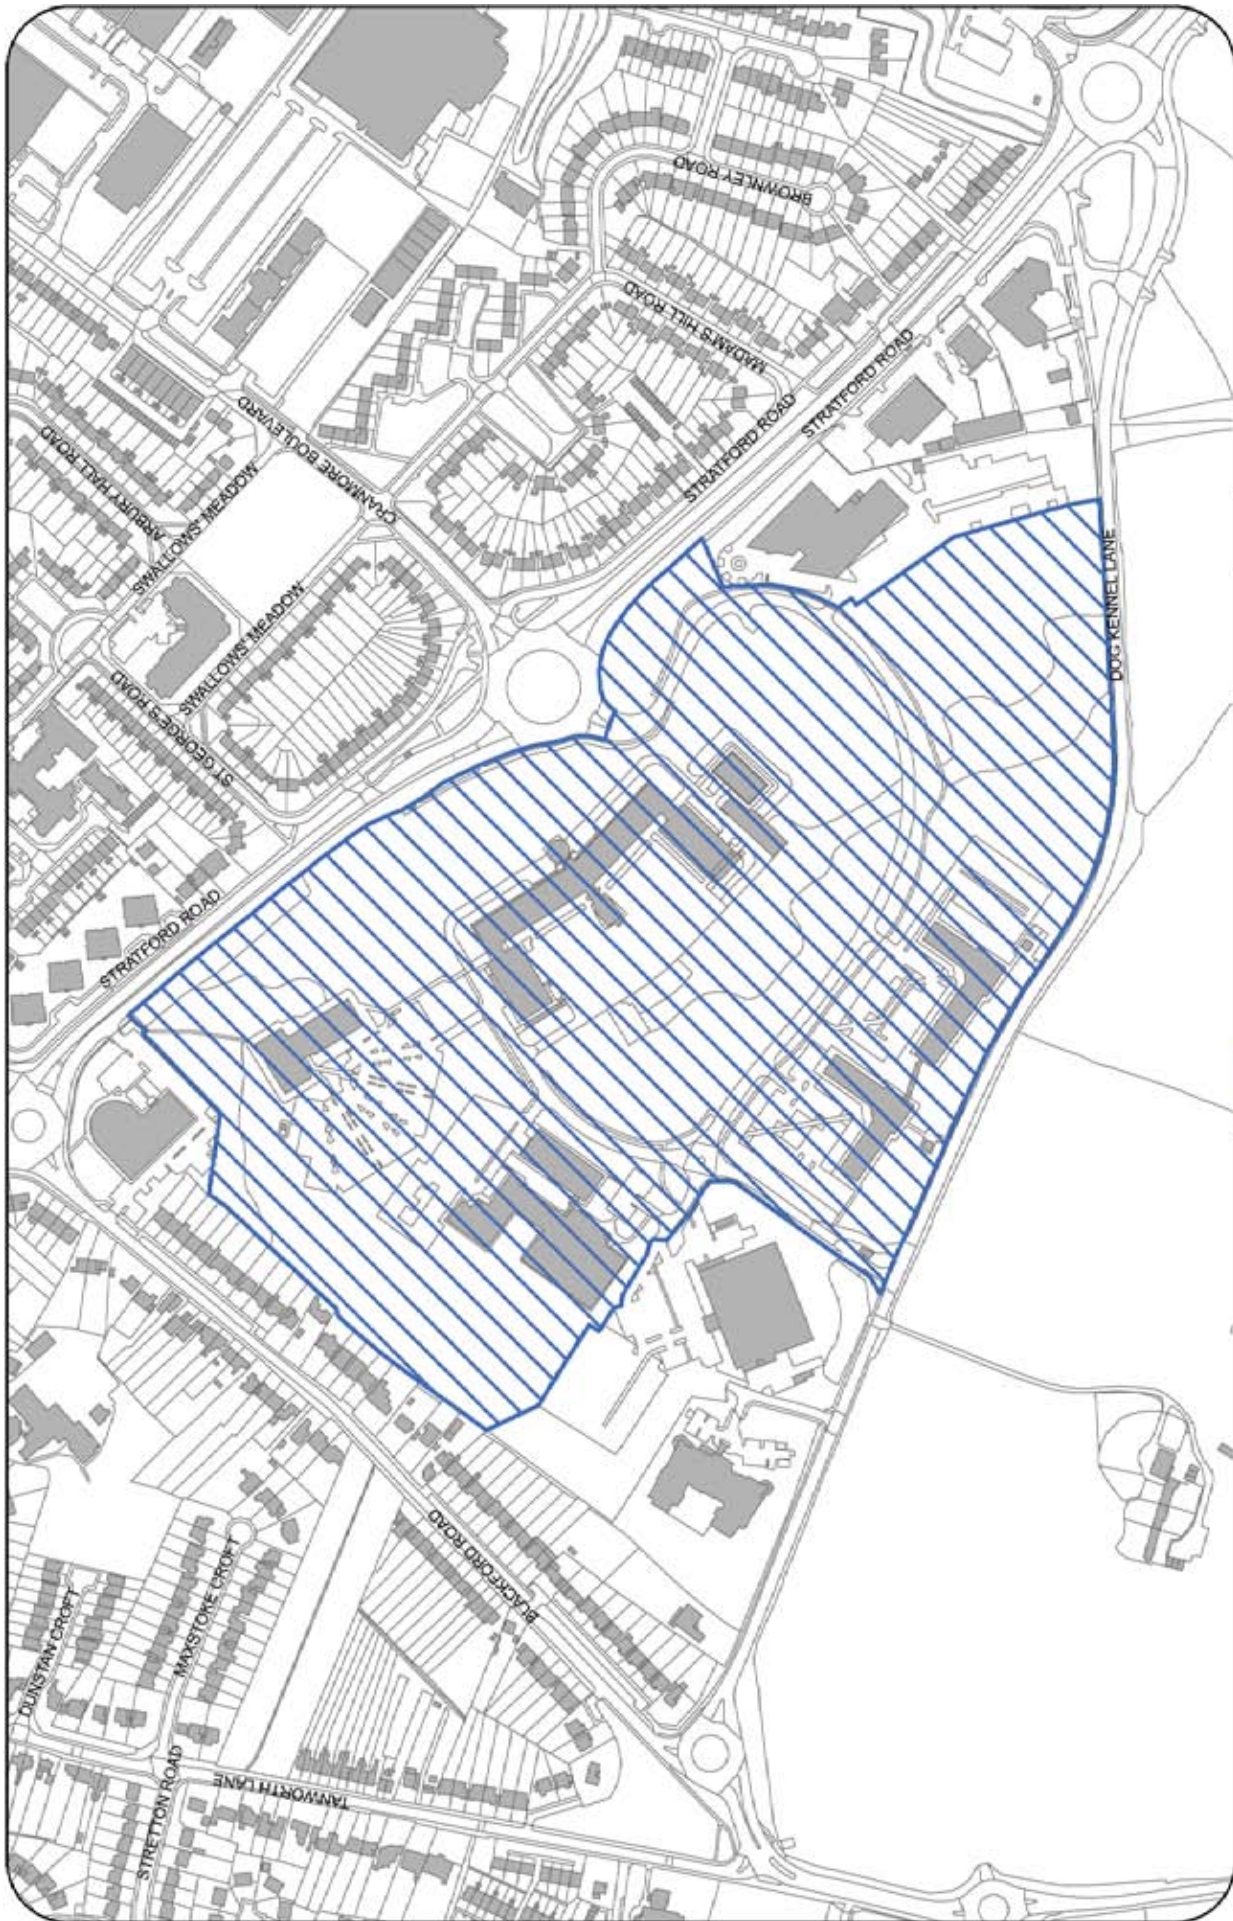 BROWNLEY ROAD
MADAM'S HILL ROAD
STRATFORD ROAD
STRATFORD ROAD
CRANMORE BOULEVARD
ARBURY HALL ROAD
SWALLOWS' MEADOW
SWALLOWS' MEADOW
ST GEORGE'S ROAD
DOG KENNEL LANE
STRATFORD ROAD
BLACKFORD ROAD
MAXSTOKE CROFT
DUNSTAN CROFT
STRETTON ROAD
TANWORTH LANE